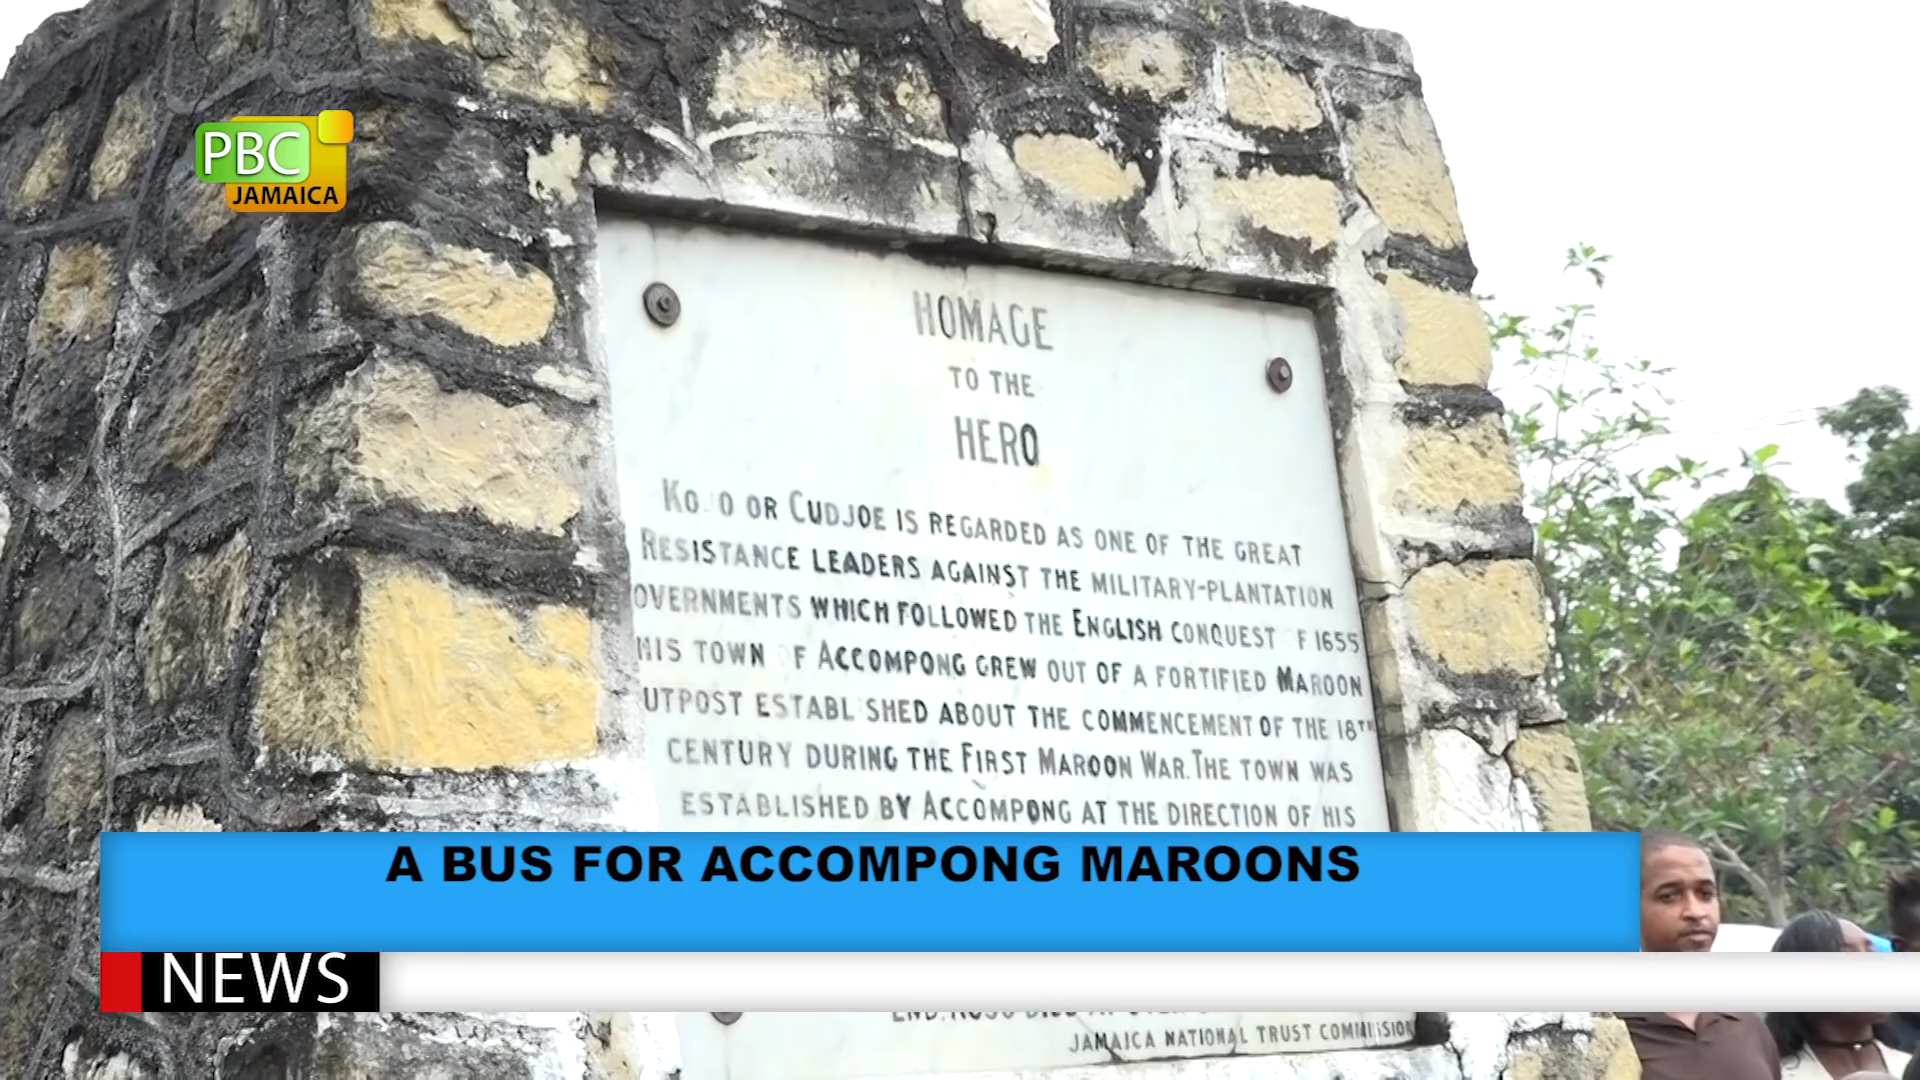 PBC
JAMAICA
HOMAGE
TO THE
HERO
KOJO OR CUDJOE IS REGARDED AS ONE OF THE GREAT
RESISTANCE LEADERS AGAINST THE MILITARY-PLANTATION
OVERNMENTS WHICH FOLLOWED THE ENGLISH CONQUEST F 1655
HIS TOWN F ACCOMPONG GREW OUT OF A FORTIFIED MAROON
UTPOST ESTABL SHED ABOUT THE COMMENCEMENT OF THE 18TH
CENTURY DURING THE FIRST MAROON WAR. THE TOWN WAS
ESTABLISHED BY ACCOMPONG AT THE DIRECTION OF HIS
A BUS FOR ACCOMPONG MAROONS
NEWS
JAMAICA NATIONAL TRUST COMMISSION